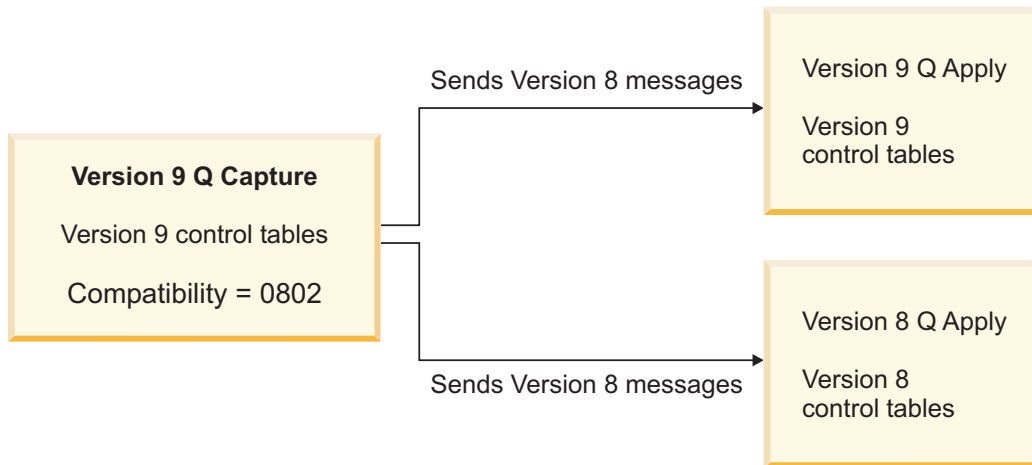 Version 9 Q Capture
Version 9 control tables
Compatibility = 0802
Sends Version 8 messages
Version 9 Q Apply
Version 9
control tables
Sends Version 8 messages
Version 8 Q Apply
Version 8
control tables